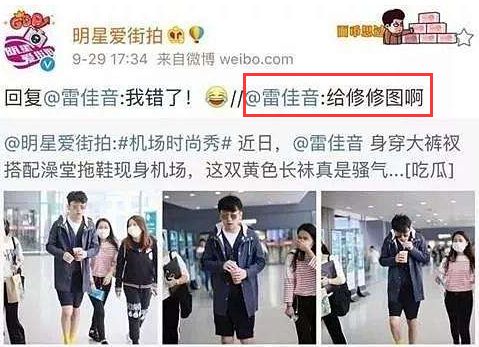 明星爱街拍
9-29 17:34 来自微博 weibo.com
回复@雷佳音:我错了！//@雷佳音:给修修图啊
@明星爱街拍:#机场时尚秀# 近日，@雷佳音 身穿大裤衩
搭配澡堂拖鞋现身机场，这双黄色长袜真是骚气...[吃瓜]